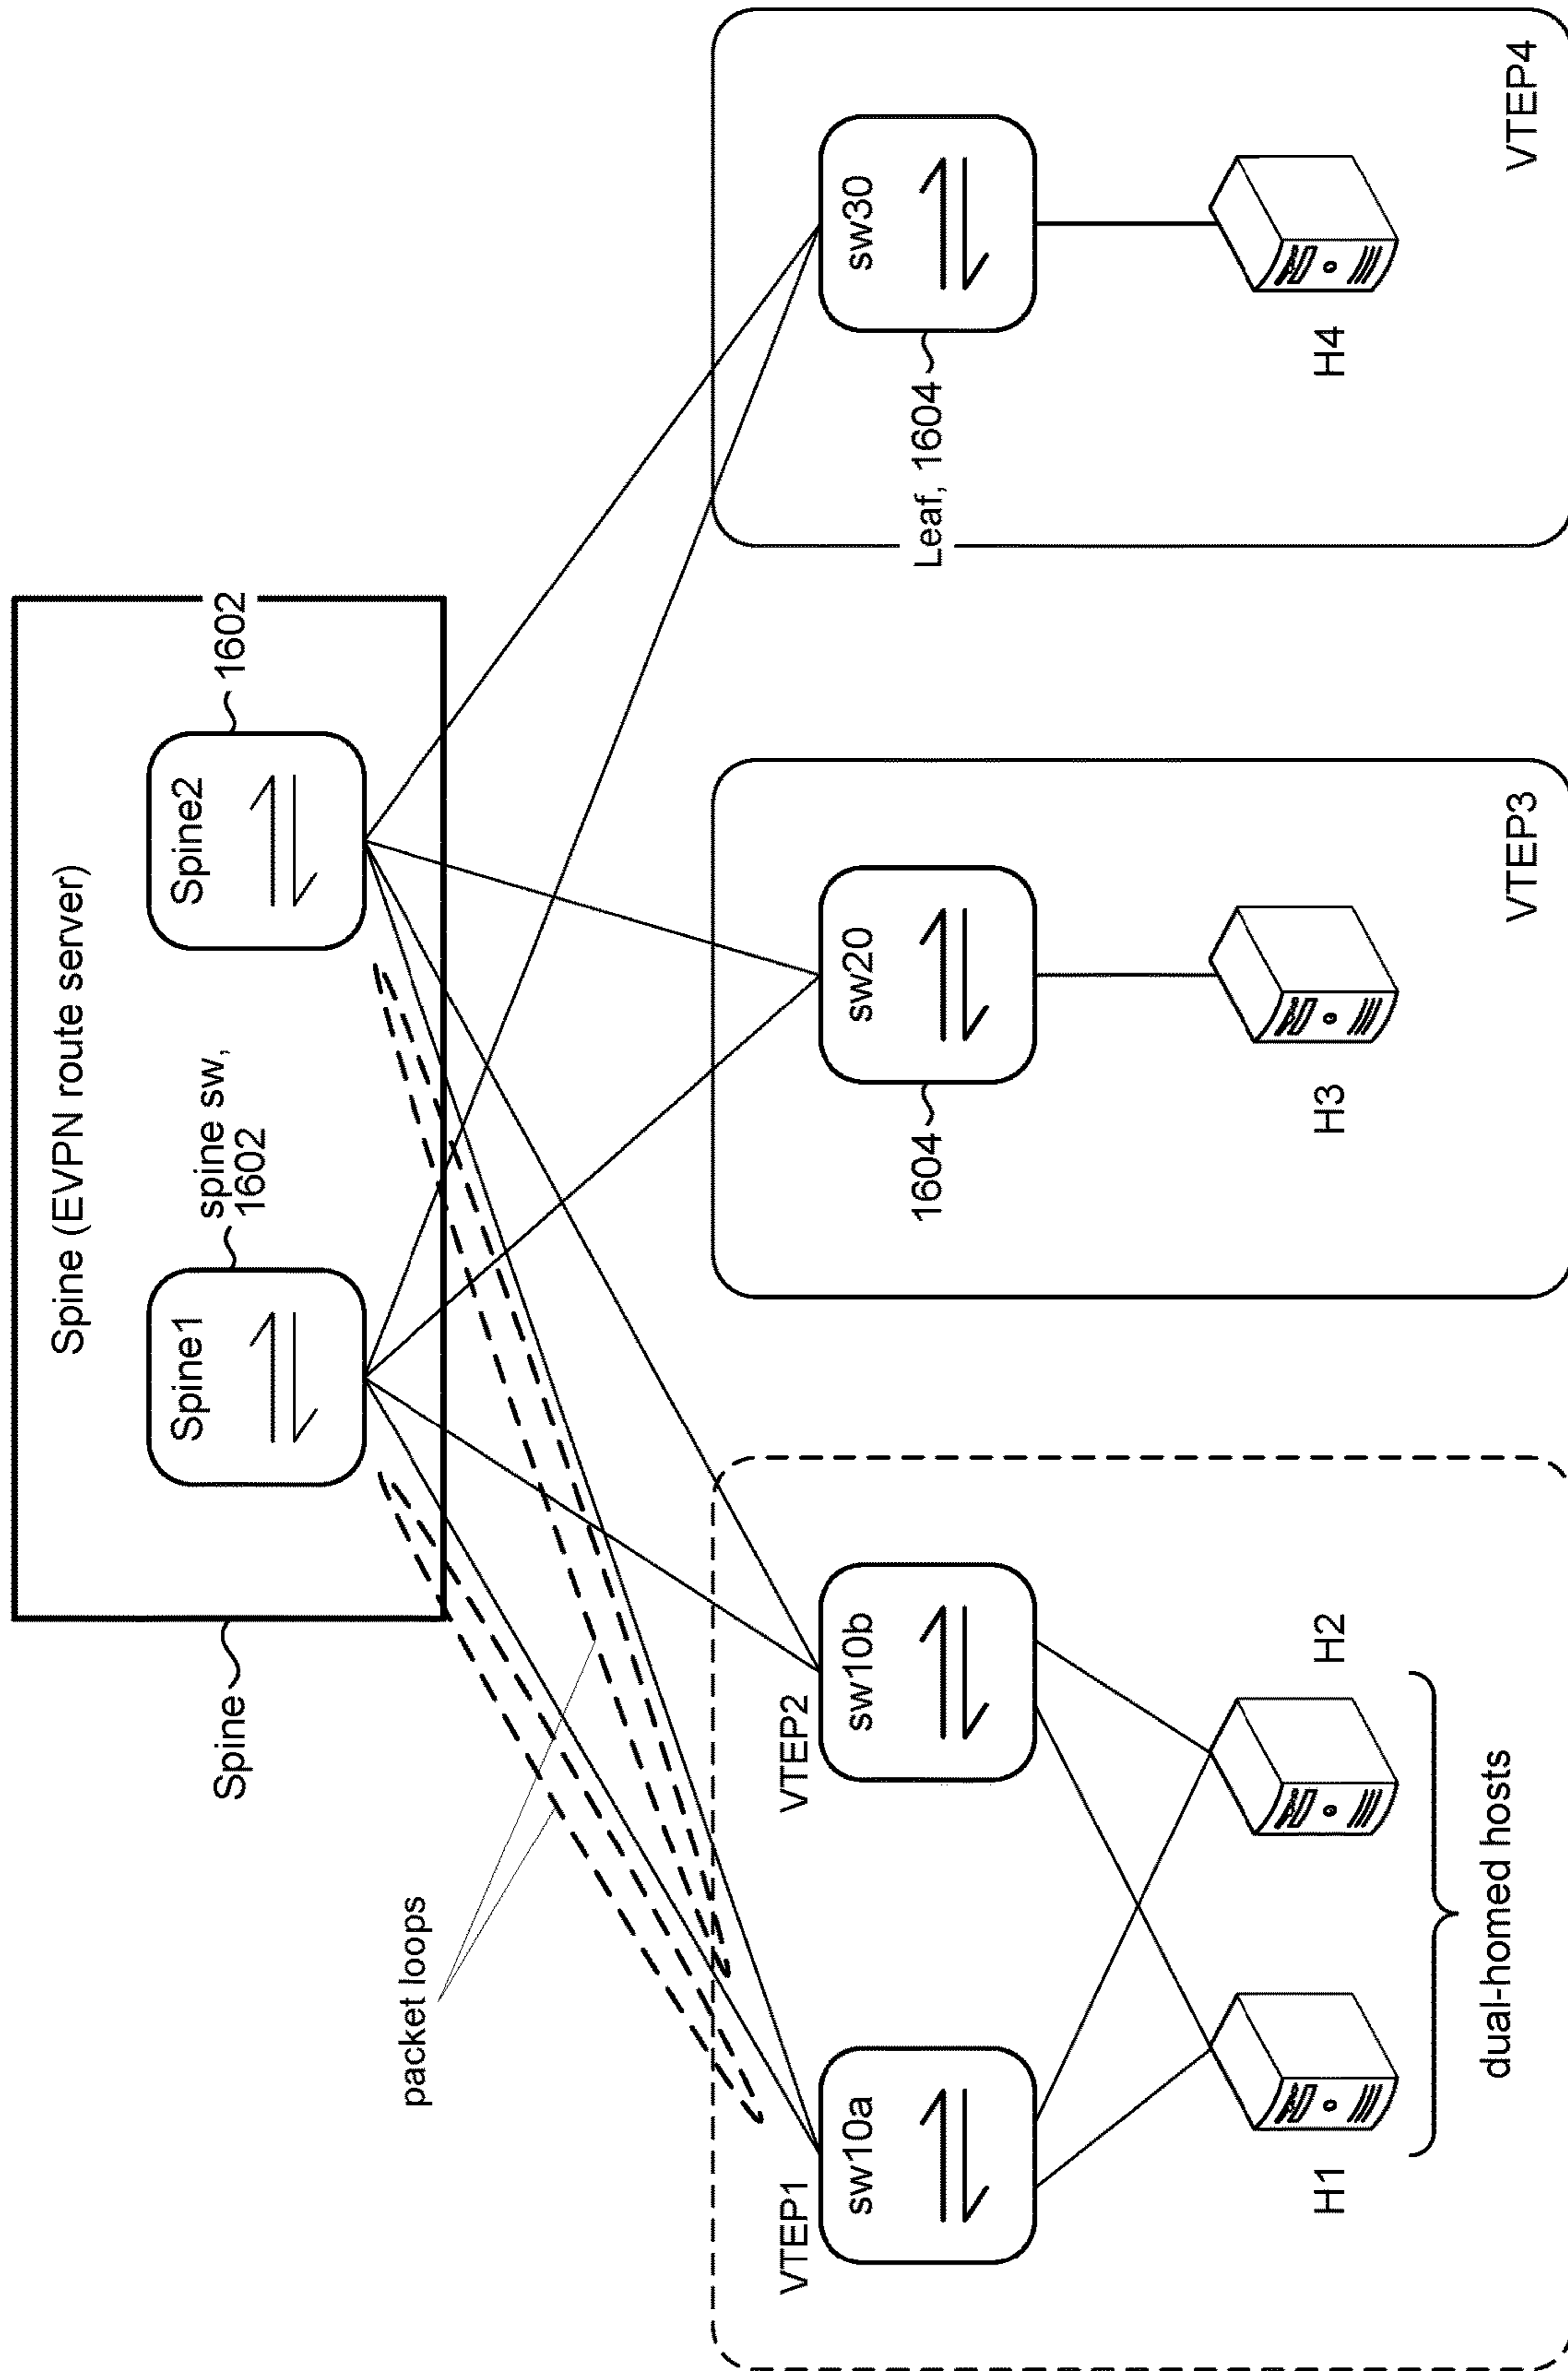 Spine (EVPN route server)
Spine
Spine1
spine sw,
1602
Spine2
1602
packet loops
VTEP1
sw10a
VTEP2
sw10b
H1
H2
dual-homed hosts
sw20
1604
H3
VTEP3
sw30
Leaf, 1604
H4
VTEP4